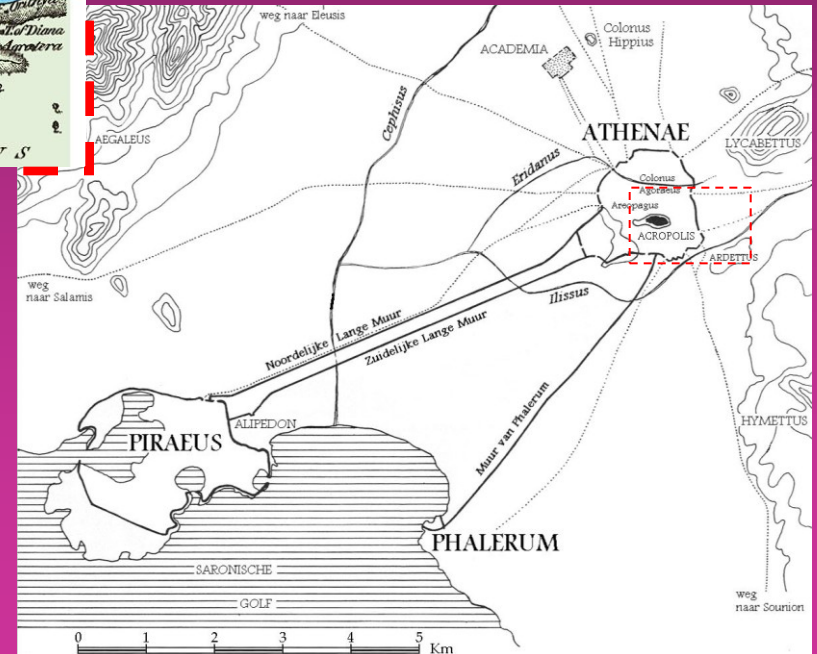 T. of Diana
Agrotera
V S
weg
naar Eleusis
Colonus
Hippius
ACADEMIA
Cephisus
ATHENAE
AEGALEUS
LYCABETTUS
Eridanus
Colonus
Agoraeus
Areopagus
ACROPOLIS
ARDETTUS
weg
naar Salamis
Ilissus
Noordelijke Lange Muur
Zuidelijke Lange Muur
ALIPEDON
HYMETTUS
PIRAEUS
Muur van Phalerum
PHALERUM
SARONISCHE
GOLF
weg
naar Sounion
0 1 2 3 4 5 Km